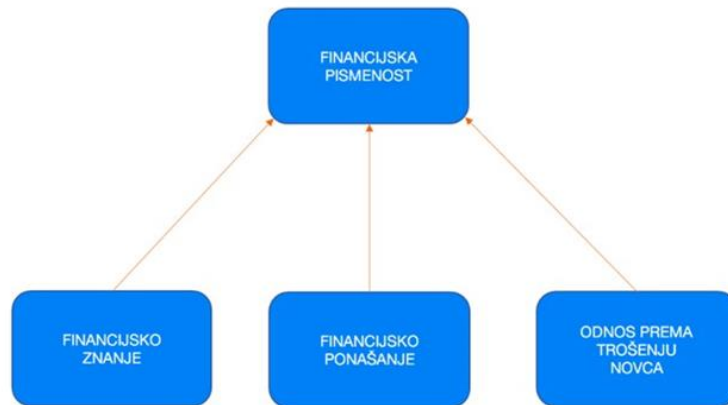 FINANCIJSKA
PISMENOST
FINANCIJSKO
ZNANJE
FINANCIJSKO
PONAŠANJE
ODNOS PREMA
TROŠENJU
NOVCA